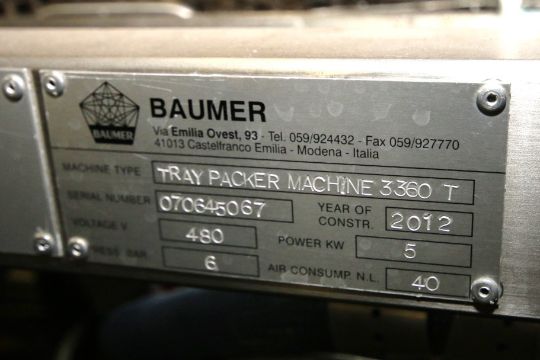 BAUMER
BAUMER
Via Emilia Ovest, 93 - Tel. 059/924432 - Fax 059/927770
41013 Castelfranco Emilia - Modena - Italia
MACHINE TYPE TRAY PACKER MACHINE 3360 T
SERIAL NUMBER 070645067 YEAR OF CONSTR. 2012
VOLTAGE V 480 POWER KW 5
PRESS BAR 6 AIR CONSUMP. N.L. 40